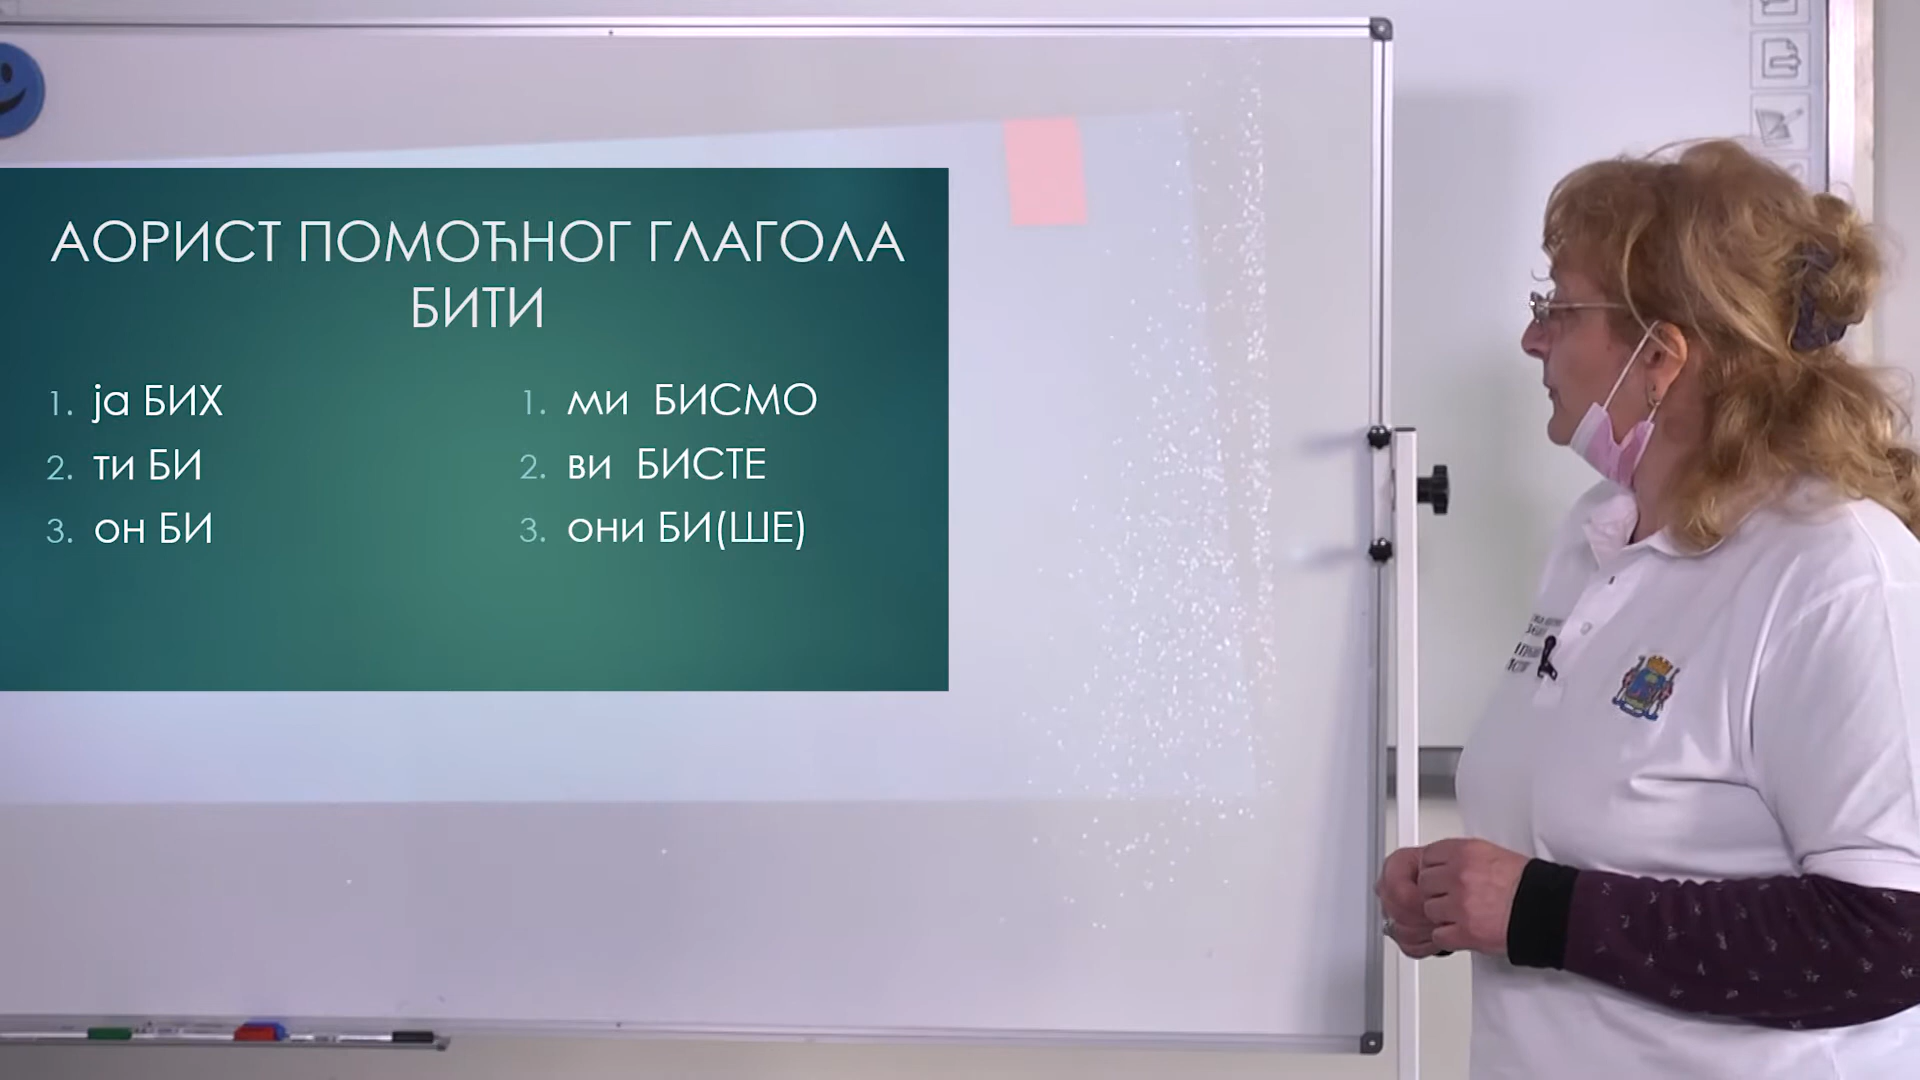 АОРИСТ ПОМОЋНОГ ГЛАГОЛА
БИТИ
1. ја БИХ
2. ти БИ
3. он БИ
1. ми БИСМО
2. ви БИСТЕ
3. они БИ(ШЕ)